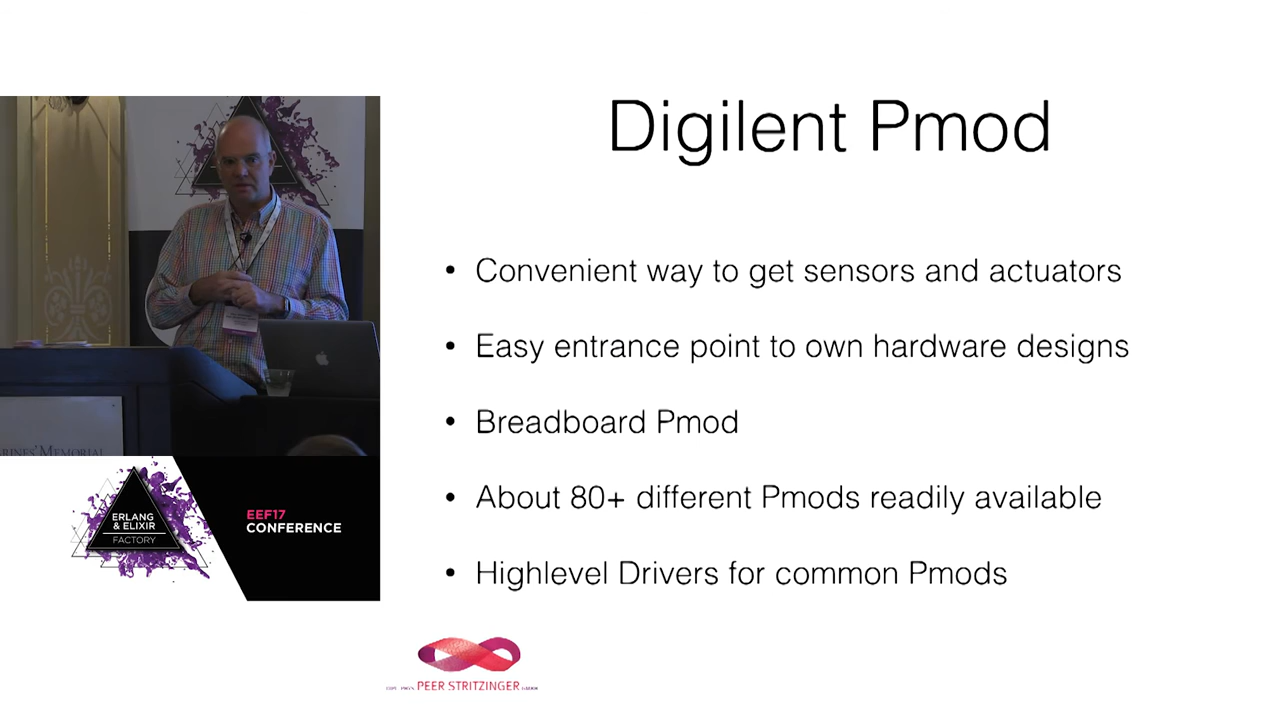 Digilent Pmod
• Convenient way to get sensors and actuators
• Easy entrance point to own hardware designs
• Breadboard Pmod
• About 80+ different Pmods readily available
• Highlevel Drivers for common Pmods
MEMORIAL
ERLANG
& ELIXIR
FACTORY
EEF17
CONFERENCE
PEER STRITZINGER